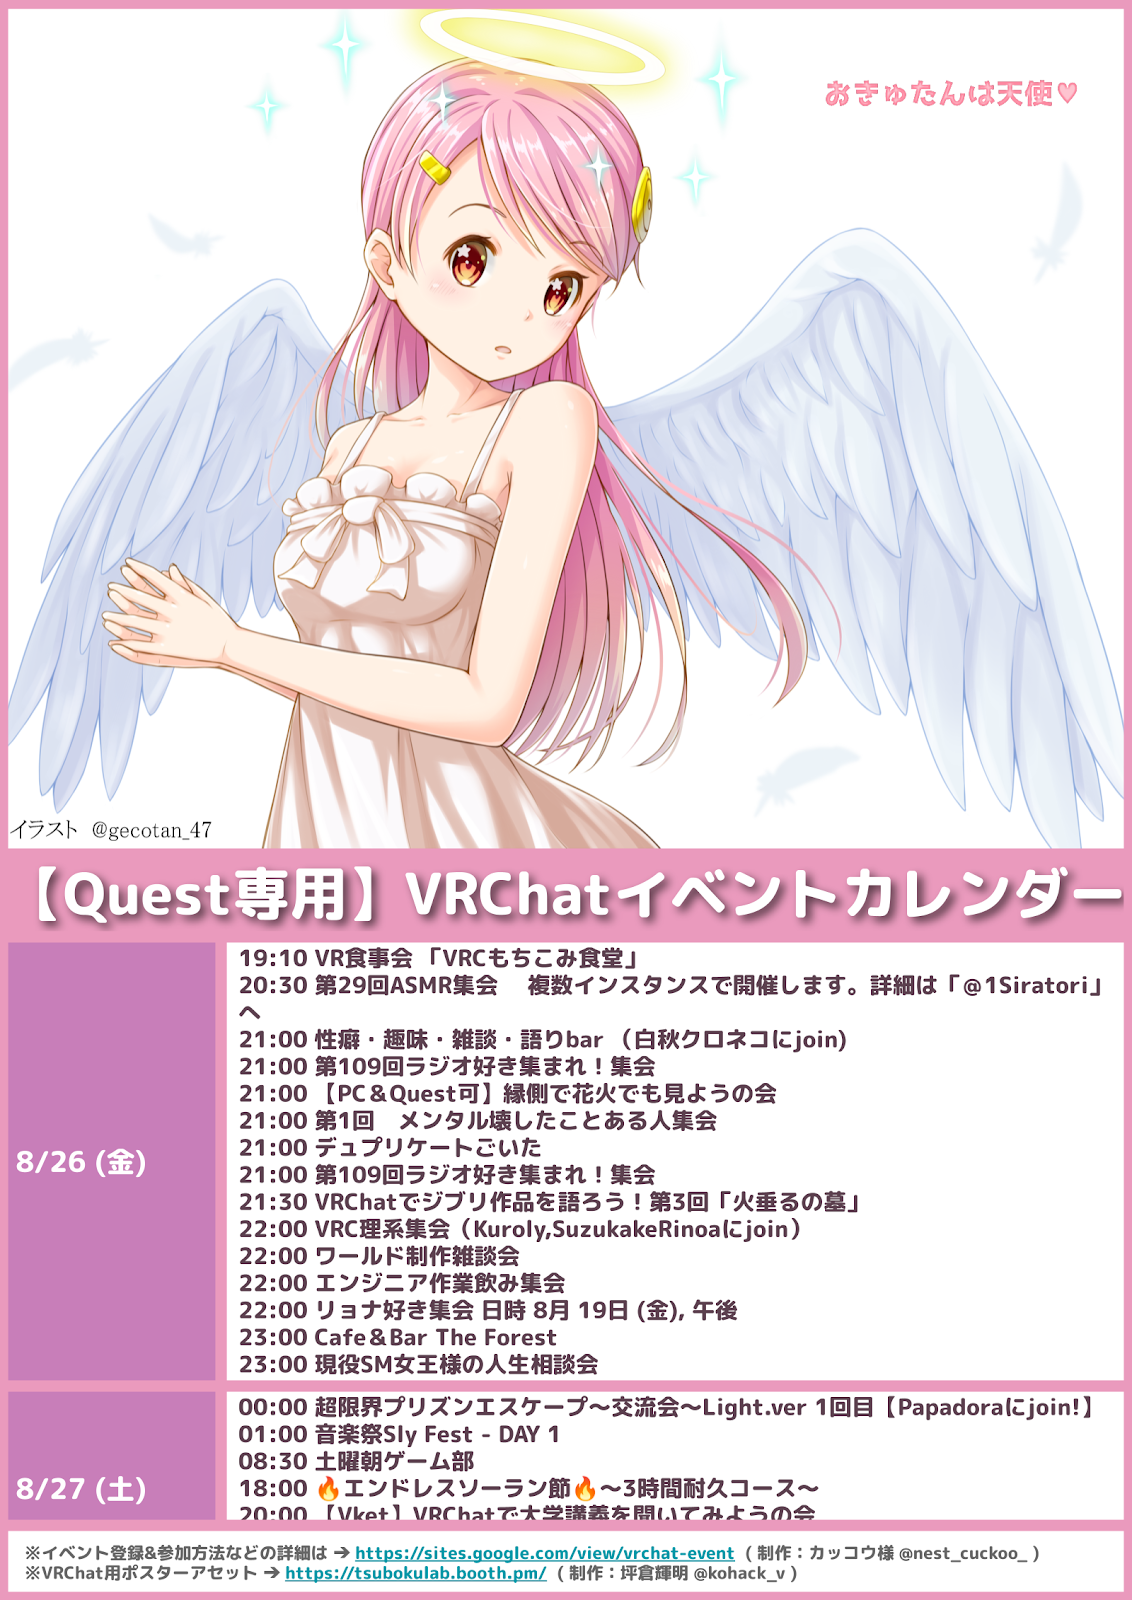 おきゅたんは天使♥
イラスト @gecotan_47
【Quest専用】VRChatイベントカレンダー
8/26 (金)
19:10 VR食事会 「VRCもちこみ食堂」
20:30 第29回ASMR集会　複数インスタンスで開催します。詳細は「@1Siratori」
へ
21:00 性癖・趣味・雑談・語りbar （白秋クロネコにjoin)
21:00 第109回ラジオ好き集まれ！集会
21:00 【PC＆Quest可】縁側で花火でも見ようの会
21:00 第1回　メンタル壊したことある人集会
21:00 デュプリケートごいた
21:00 第109回ラジオ好き集まれ！集会
21:30 VRChatでジブリ作品を語ろう！第3回「火垂るの墓」
22:00 VRC理系集会（Kuroly,SuzukakeRinoaにjoin）
22:00 ワールド制作雑談会
22:00 エンジニア作業飲み集会
22:00 リョナ好き集会 日時 8月 19日 (金), 午後
23:00 Cafe＆Bar The Forest
23:00 現役SM女王様の人生相談会
8/27 (土)
00:00 超限界プリズンエスケープ～交流会～Light.ver 1回目【Papadoraにjoin!】
01:00 音楽祭Sly Fest - DAY 1
08:30 土曜朝ゲーム部
18:00 🔥エンドレスソーラン節🔥～3時間耐久コース～
20:00 【Vket】VRChatで大学講義を聞いてみようの会
※イベント登録&参加方法などの詳細は → https://sites.google.com/view/vrchat-event ( 制作：カッコウ様 @nest_cuckoo_ )
※VRChat用ポスターアセット → https://tsubokulab.booth.pm/ ( 制作：坪倉輝明 @kohack_v )